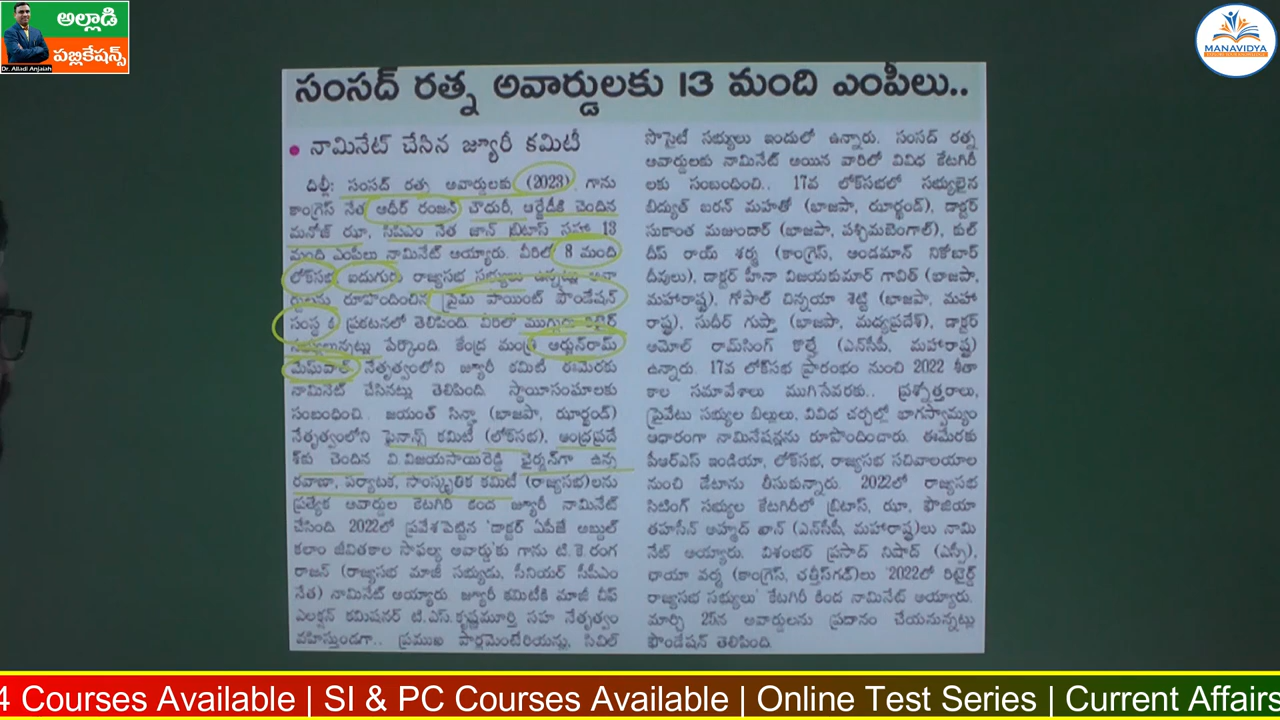 అల్లాడి
పబ్లికేషన్స్
Dr. Alladi Anjaiah
MANAVIDYA
సంసద్ రత్న అవార్డులకు 13 మంది ఎంపీలు..
నామినేట్ చేసిన జ్యూరీ కమిటీ
దిల్లీ: సంసద్ రత్న అవార్డులకు (2023) గాను
కాంగ్రెస్ నేత ఆధీర్ రంజన్ చౌధురీ, ఆర్జేడీకి చెందిన
మనోజ్ ఝా, సీపీఎం నేత జాన్ బ్రిటాస్ సహా 13
మంది ఎంపీలు నామినేట్ అయ్యారు. వీరిలో 8 మంది
లోక్‌సభ ఐదుగురు రాజ్యసభ సభ్యులు ఉన్నట్లు అవా
ర్డులను రూపొందించిన ప్రైమ్ పాయింట్ ఫౌండేషన్
సంస్థ ఓ ప్రకటనలో తెలిపింది. వీరిలో ముగ్గురు రిటైర్డ్
సభ్యులున్నట్లు పేర్కొంది. కేంద్ర మంత్రి అర్జున్‌రామ్
మేఘ్‌వాల్ నేతృత్వంలోని జ్యూరీ కమిటీ ఈమేరకు
నామినేట్ చేసినట్లు తెలిపింది. స్థాయీసంఘాలకు
సంబంధించి.. జయంత్ సిన్హా (భాజపా, ఝార్ఖండ్)
నేతృత్వంలోని ఫైనాన్స్ కమిటీ (లోక్‌సభ), ఆంధ్రప్రదే
శ్‌కు చెందిన వి.విజయసాయిరెడ్డి ఛైర్మన్‌గా ఉన్న
రవాణా, పర్యాటక, సాంస్కృతిక కమిటీ (రాజ్యసభ)లను
ప్రత్యేక అవార్డుల కేటగిరీ కింద జ్యూరీ నామినేట్
చేసింది. 2022లో ప్రవేశపెట్టిన 'డాక్టర్ ఏపీజే అబ్దుల్
కలాం జీవితకాల సాఫల్య అవార్డు'కు గాను టి.కె.రంగ
రాజన్ (రాజ్యసభ మాజీ సభ్యుడు, సీనియర్ సీపీఎం
నేత) నామినేట్ అయ్యారు. జ్యూరీ కమిటీకి మాజీ చీఫ్
ఎలక్షన్ కమిషనర్ టి.ఎస్.కృష్ణమూర్తి సహ నేతృత్వం
వహిస్తుండగా.. ప్రముఖ పార్లమెంటేరియన్లు, సివిల్
సొసైటీ సభ్యులు ఇందులో ఉన్నారు. సంసద్ రత్న
అవార్డులకు నామినేట్ అయిన వారిలో వివిధ కేటగిరీ
లకు సంబంధించి.. 17వ లోక్‌సభలో సభ్యులైన
బిద్యుత్ బరన్ మహతో (భాజపా, ఝార్ఖండ్), డాక్టర్
సుకాంత మజుందార్ (భాజపా, పశ్చిమబెంగాల్), కుల్
దీప్ రాయ్ శర్మ (కాంగ్రెస్, అండమాన్ నికోబార్
దీవులు), డాక్టర్ హీనా విజయకుమార్ గావిత్ (భాజపా,
మహారాష్ట్ర), గోపాల్ చిన్నయా శెట్టి (భాజపా, మహా
రాష్ట్ర), సుధీర్ గుప్తా (భాజపా, మధ్యప్రదేశ్), డాక్టర్
అమోల్ రామ్‌సింగ్ కొల్హే (ఎన్‌సీపీ, మహారాష్ట్ర)
ఉన్నారు. 17వ లోక్‌సభ ప్రారంభం నుంచి 2022 శీతా
కాల సమావేశాలు ముగిసేవరకు.. ప్రశ్నోత్తరాలు,
ప్రైవేటు సభ్యుల బిల్లులు, వివిధ చర్చల్లో భాగస్వామ్యం
ఆధారంగా నామినేషన్లను రూపొందించారు. ఈమేరకు
పీఆర్ఎస్ ఇండియా, లోక్‌సభ, రాజ్యసభ సచివాలయాల
నుంచి డేటాను తీసుకున్నారు. 2022లో రాజ్యసభ
సిటింగ్ సభ్యుల కేటగిరీలో బ్రిటాస్, ఝా, ఫౌజియా
తహసీన్ అహ్మద్ ఖాన్ (ఎన్‌సీపీ, మహారాష్ట్ర)లు నామి
నేట్ అయ్యారు. విశంభర్ ప్రసాద్ నిషాద్ (ఎస్పీ),
ఛాయా వర్మ (కాంగ్రెస్, ఛత్తీస్‌గఢ్)లు '2022లో రిటైర్డ్
రాజ్యసభ సభ్యులు' కేటగిరీ కింద నామినేట్ అయ్యారు.
మార్చి 25న అవార్డులను ప్రదానం చేయనున్నట్లు
ఫౌండేషన్ తెలిపింది.
4 Courses Available | SI & PC Courses Available | Online Test Series | Current Affairs